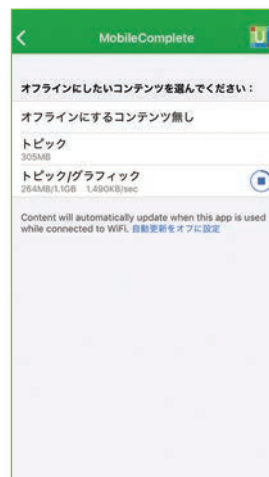 MobileComplete
オフラインにしたいコンテンツを選んでください：
オフラインにするコンテンツ無し
トピック
305MB
トピック/グラフィック
264MB/1.1GB 1,490KB/sec
Content will automatically update when this app is used
while connected to WiFi. 自動更新をオフに設定